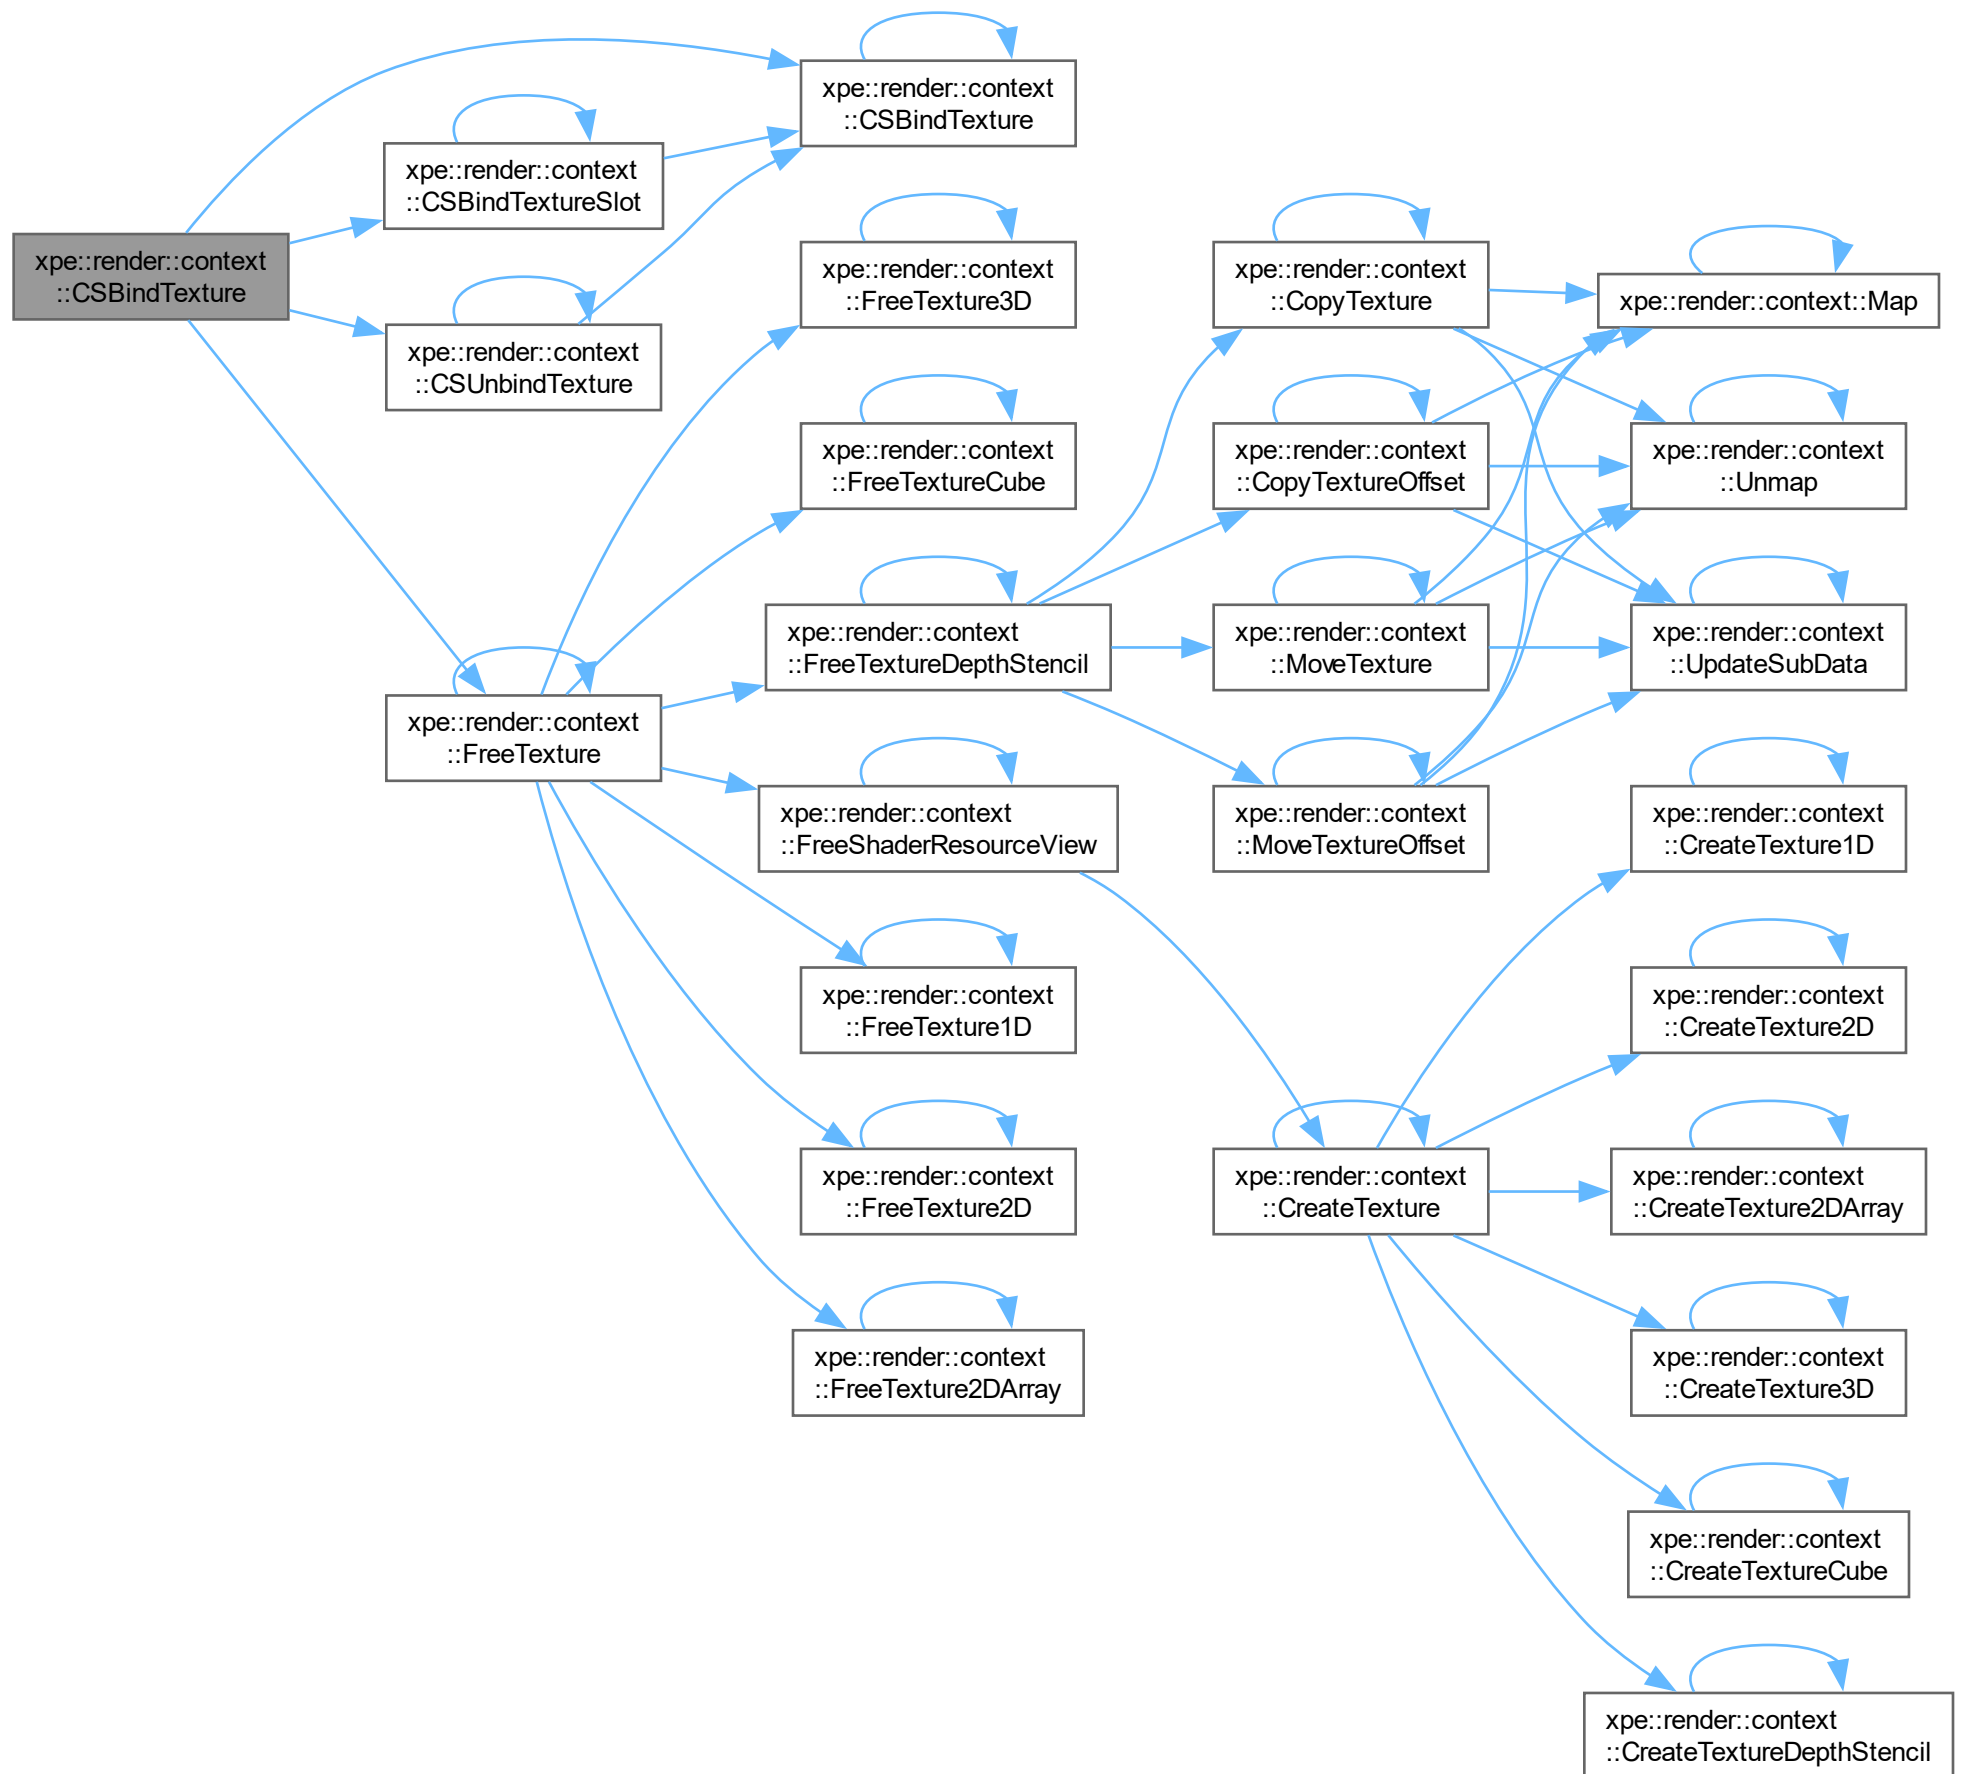 xpe::render::context
::CSBindTexture
xpe::render::context
::CSBindTextureSlot
xpe::render::context
::CSUnbindTexture
xpe::render::context
::FreeTexture
xpe::render::context
::CSBindTexture
xpe::render::context
::FreeTexture3D
xpe::render::context
::FreeTextureCube
xpe::render::context
::FreeTextureDepthStencil
xpe::render::context
::FreeShaderResourceView
xpe::render::context
::FreeTexture1D
xpe::render::context
::FreeTexture2D
xpe::render::context
::FreeTexture2DArray
xpe::render::context
::CopyTexture
xpe::render::context
::CopyTextureOffset
xpe::render::context
::MoveTexture
xpe::render::context
::MoveTextureOffset
xpe::render::context
::CreateTexture
xpe::render::context::Map
xpe::render::context
::Unmap
xpe::render::context
::UpdateSubData
xpe::render::context
::CreateTexture1D
xpe::render::context
::CreateTexture2D
xpe::render::context
::CreateTexture2DArray
xpe::render::context
::CreateTexture3D
xpe::render::context
::CreateTextureCube
xpe::render::context
::CreateTextureDepthStencil